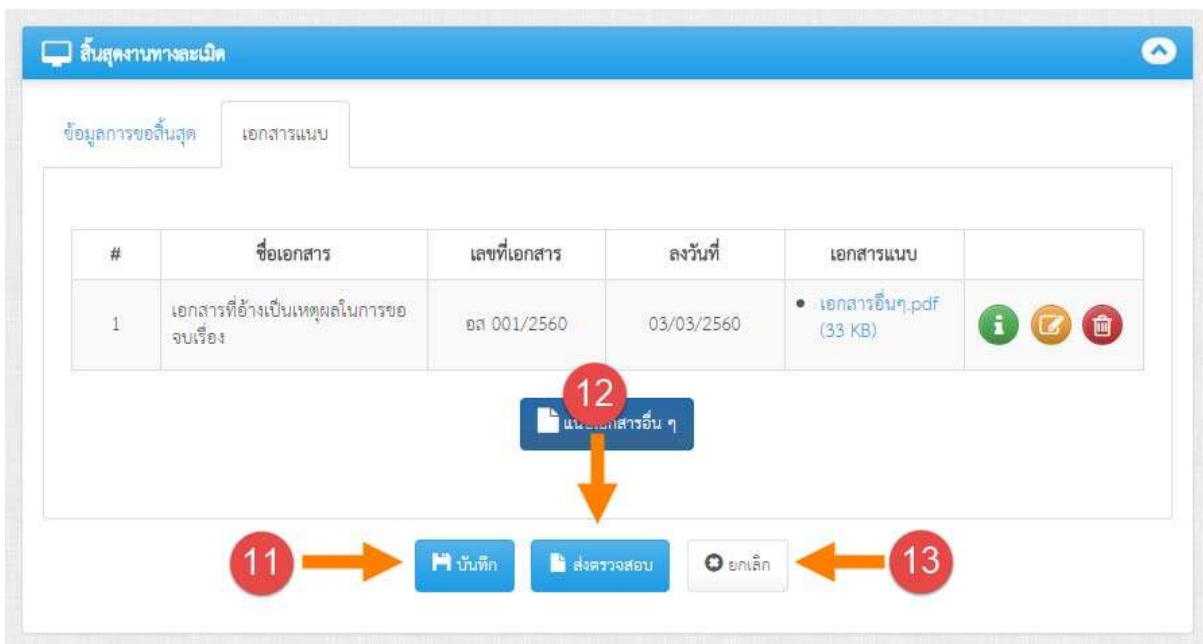 สิ้นสุดงานทางละเมิด
ข้อมูลการขอสิ้นสุด เอกสารแนบ
# ชื่อเอกสาร เลขที่เอกสาร ลงวันที่ เอกสารแนบ
1 เอกสารที่อ้างเป็นเหตุผลในการขอ อส 001/2560 03/03/2560 • เอกสารอื่นๆ.pdf
จบเรื่อง (33 KB)
12
อื่น ๆ
11 บันทึก ส่งตรวจสอบ ยกเลิก 13